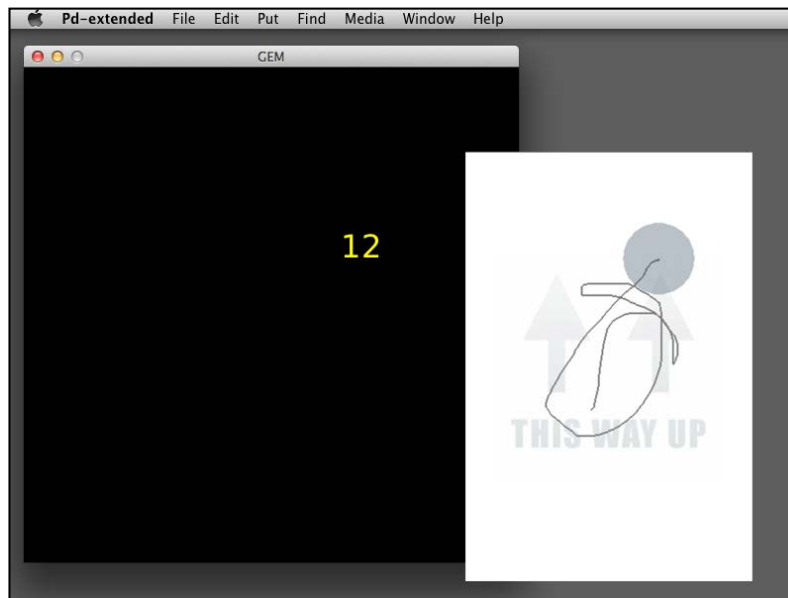 Pd-extended File Edit Put Find Media Window Help
GEM
12
THIS WAY UP